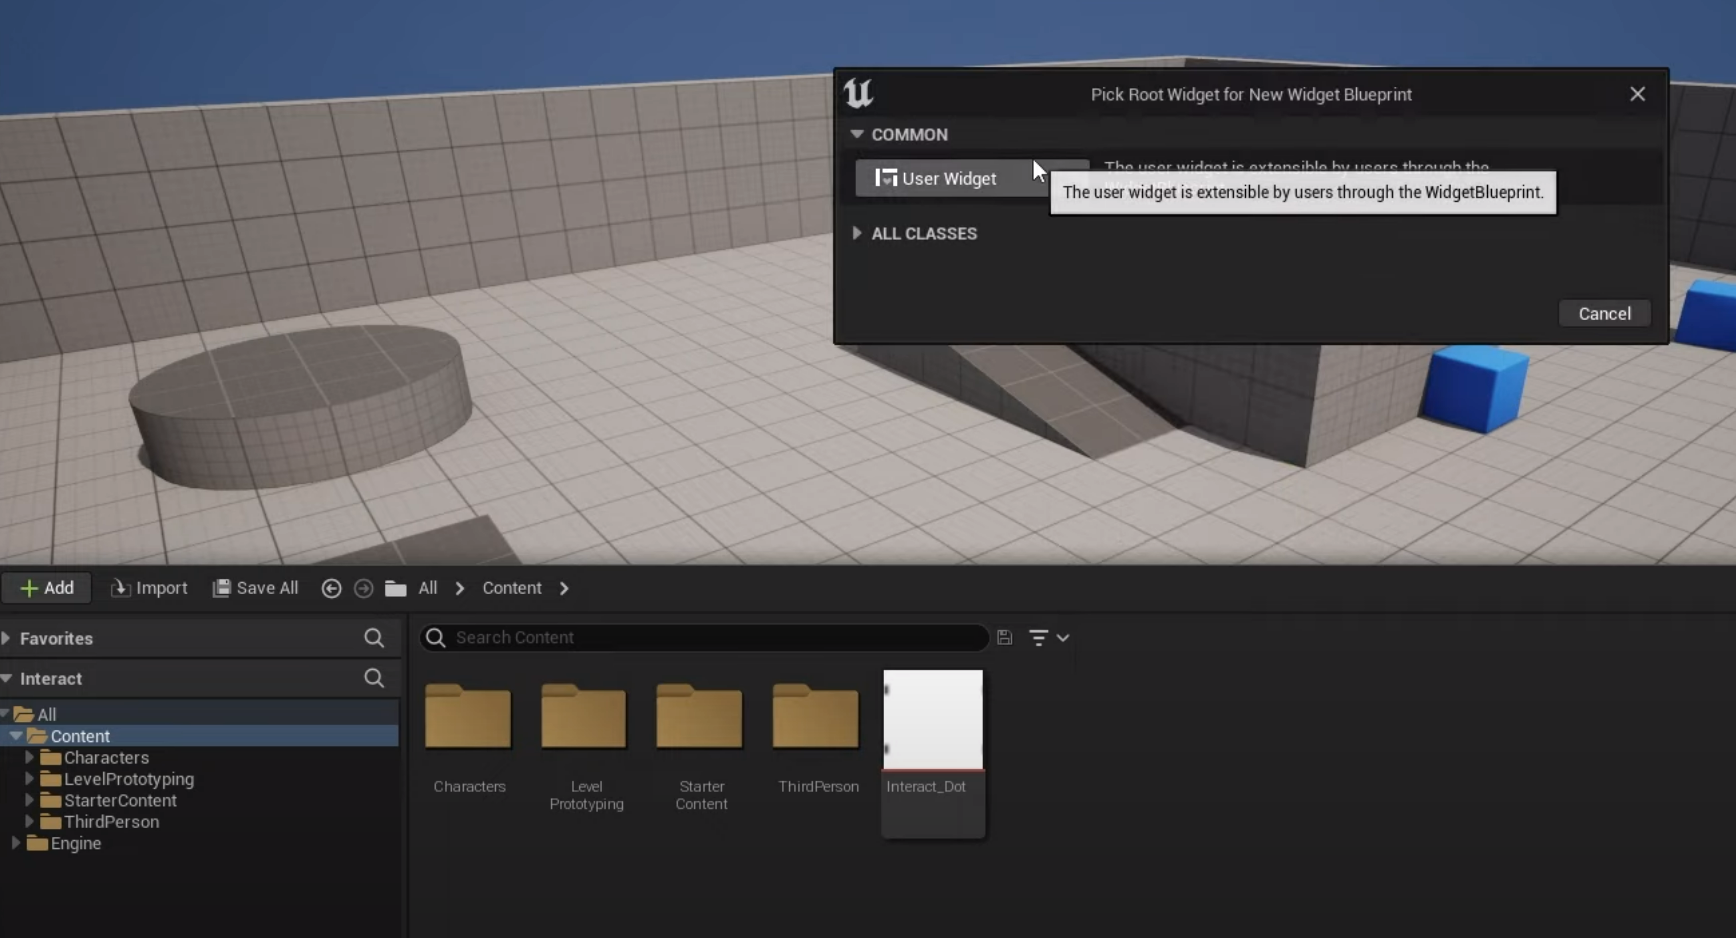 Pick Root Widget for New Widget Blueprint
COMMON
User Widget
The user widget is extensible by users through the
The user widget is extensible by users through the WidgetBlueprint.
ALL CLASSES
Cancel
Add
Import
Save All
All
Content
Favorites
Search Content
Interact
All
Content
Characters
LevelPrototyping
StarterContent
ThirdPerson
Engine
Characters
Level
Prototyping
Starter
Content
ThirdPerson
Interact_Dot